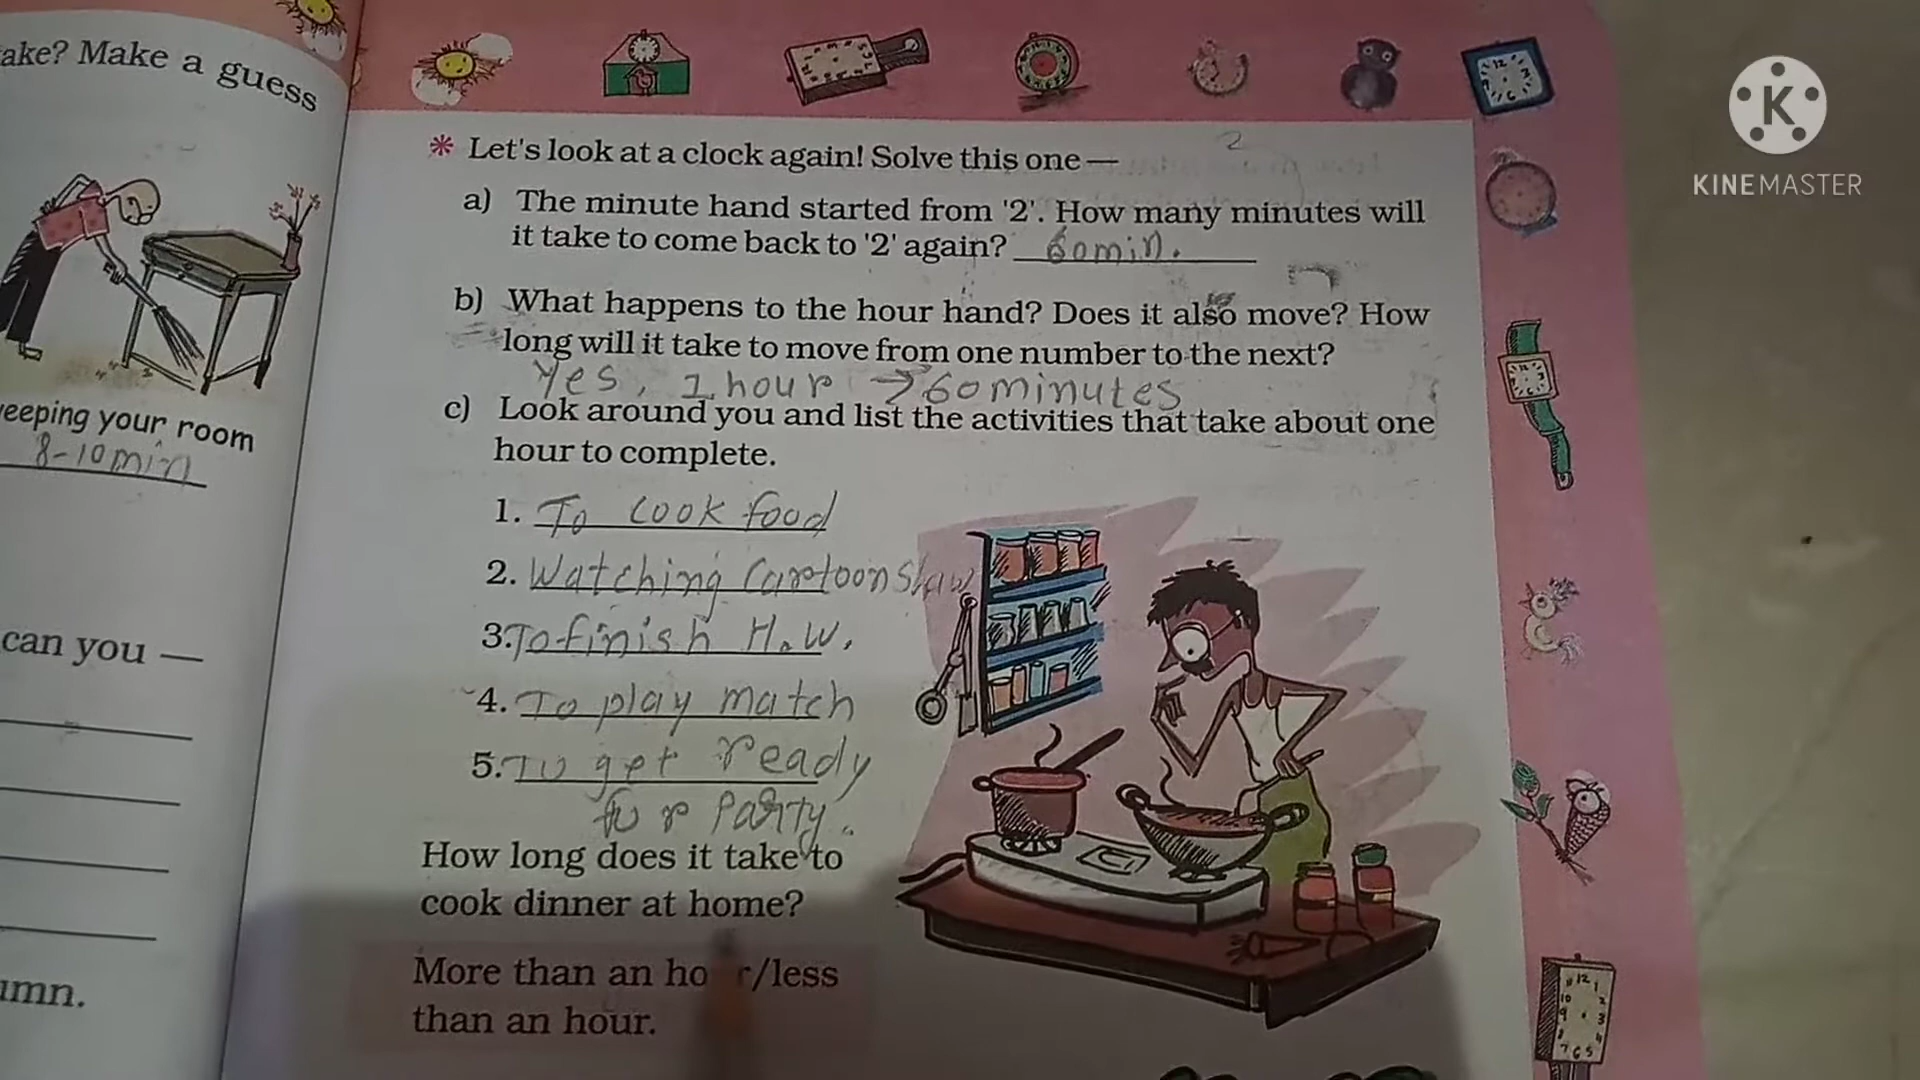 ake? Make a guess
eeping your room
8-10 min
can you —
umn.
* Let's look at a clock again! Solve this one —
2
a) The minute hand started from '2'. How many minutes will
it take to come back to '2' again? 60 min.
b) What happens to the hour hand? Does it also move? How
long will it take to move from one number to the next?
Yes, 1 hour → 60 minutes
c) Look around you and list the activities that take about one
hour to complete.
1. To cook food
2. Watching Cartoon Show
3. To finish H.W.
4. To play match
5. To get ready
for Party.
How long does it take to
cook dinner at home?
More than an ho r/less
than an hour.
K
KINEMASTER